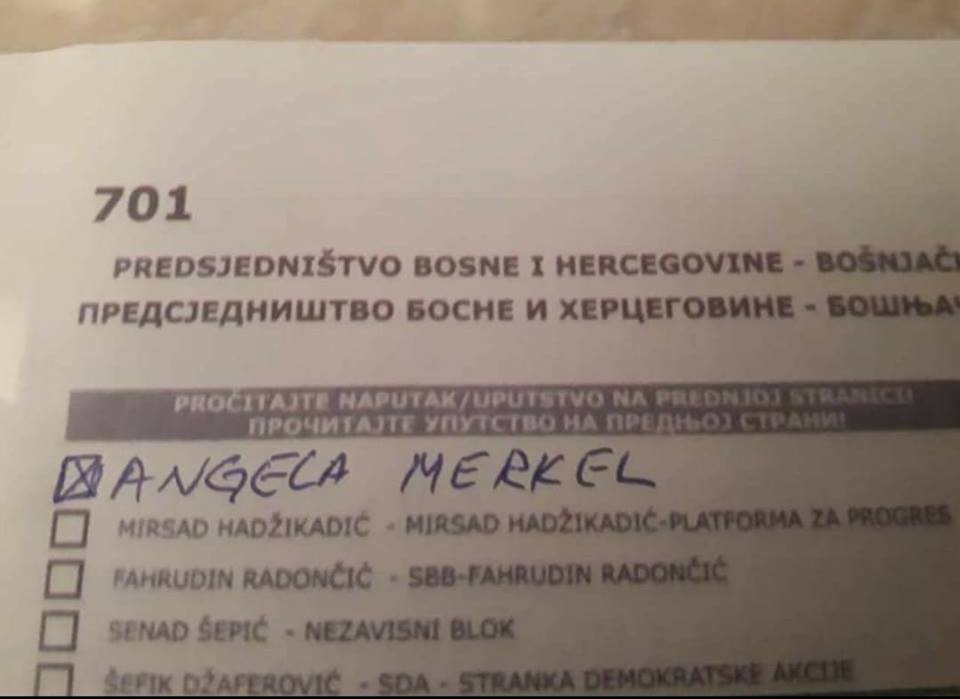 701
PREDSJEDNIŠTVO BOSNE I HERCEGOVINE - BOŠNJAČ
ПРЕДСЈЕДНИШТВО БОСНЕ И ХЕРЦЕГОВИНЕ - БОШЊАЧ
PROČITAJTE NAPUTAK/UPUTSTVO NA PREDNJOJ STRANICI!
ПРОЧИТАЈТЕ УПУТСТВО НА ПРЕДЊОЈ СТРАНИ!
ANGELA MERKEL
MIRSAD HADŽIKADIĆ - MIRSAD HADŽIKADIĆ-PLATFORMA ZA PROGRES
FAHRUDIN RADONČIĆ - SBB-FAHRUDIN RADONČIĆ
SENAD ŠEPIĆ - NEZAVISNI BLOK
ŠEFIK DŽAFEROVIĆ - SDA - STRANKA DEMOKRATSKE AKCIJE